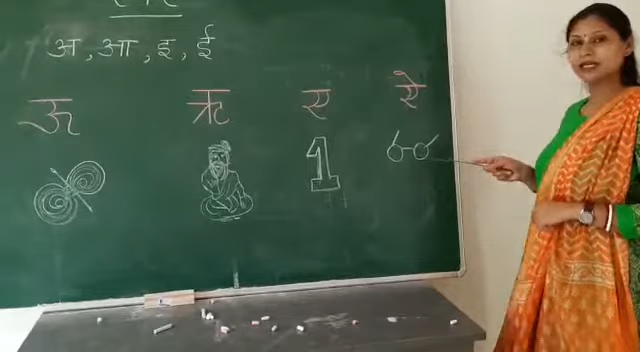 अ, आ, इ, ई
ऊ ऋ ए ऐ
1